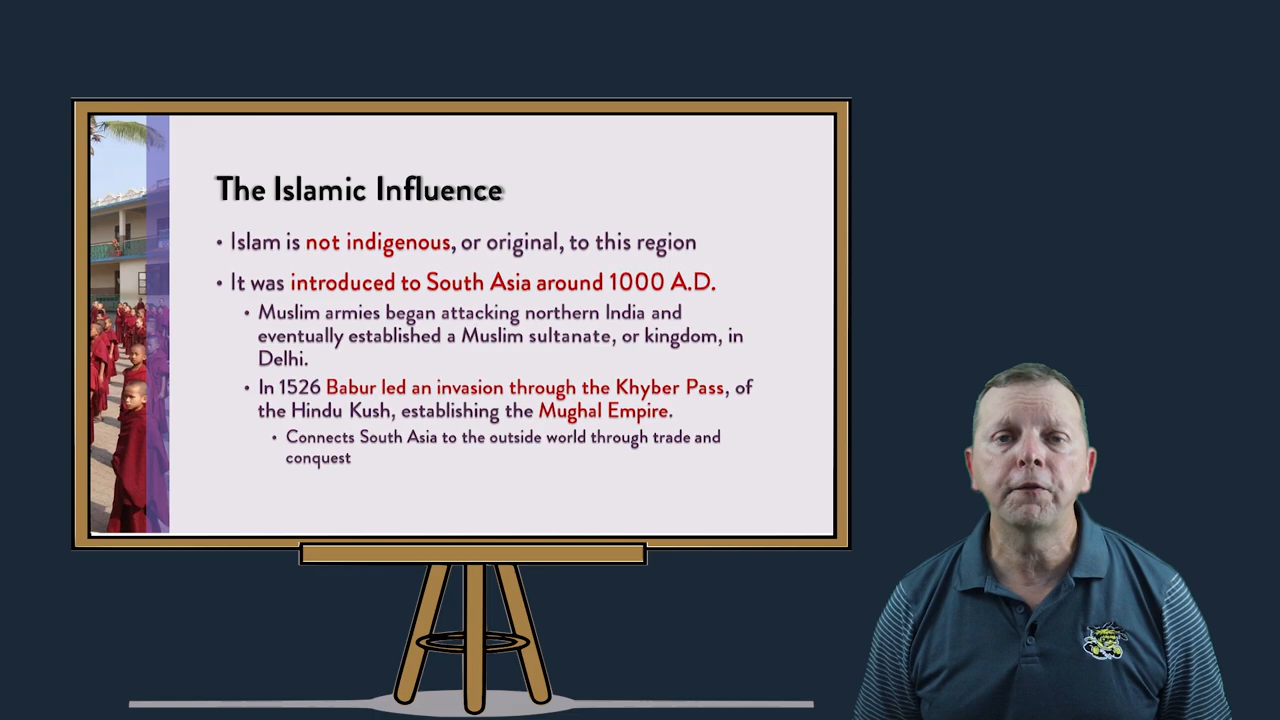 The Islamic Influence
• Islam is not indigenous, or original, to this region
• It was introduced to South Asia around 1000 A.D.
• Muslim armies began attacking northern India and
eventually established a Muslim sultanate, or kingdom, in
Delhi.
• In 1526 Babur led an invasion through the Khyber Pass, of
the Hindu Kush, establishing the Mughal Empire.
• Connects South Asia to the outside world through trade and
conquest